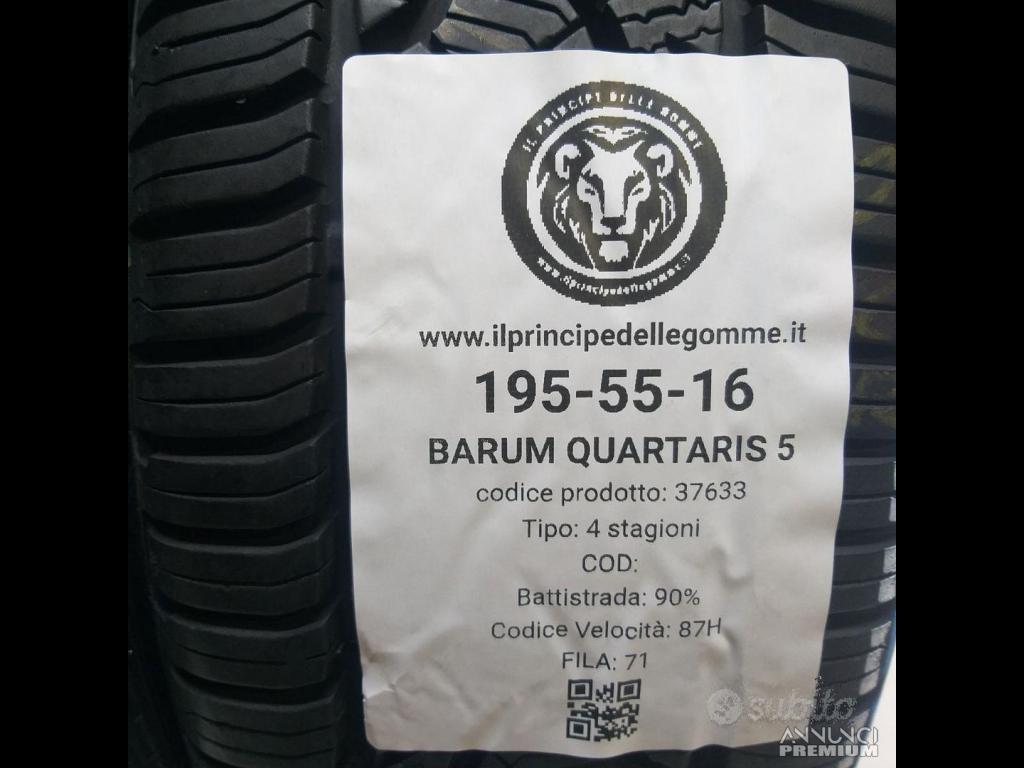 IL PRINCIPE DELLE GOMME
www.ilprincipedellegomme.it
www.ilprincipedellegomme.it
195-55-16
BARUM QUARTARIS 5
codice prodotto: 37633
Tipo: 4 stagioni
COD:
Battistrada: 90%
Codice Velocità: 87H
FILA: 71
subito
ANNUNCI
PREMIUM